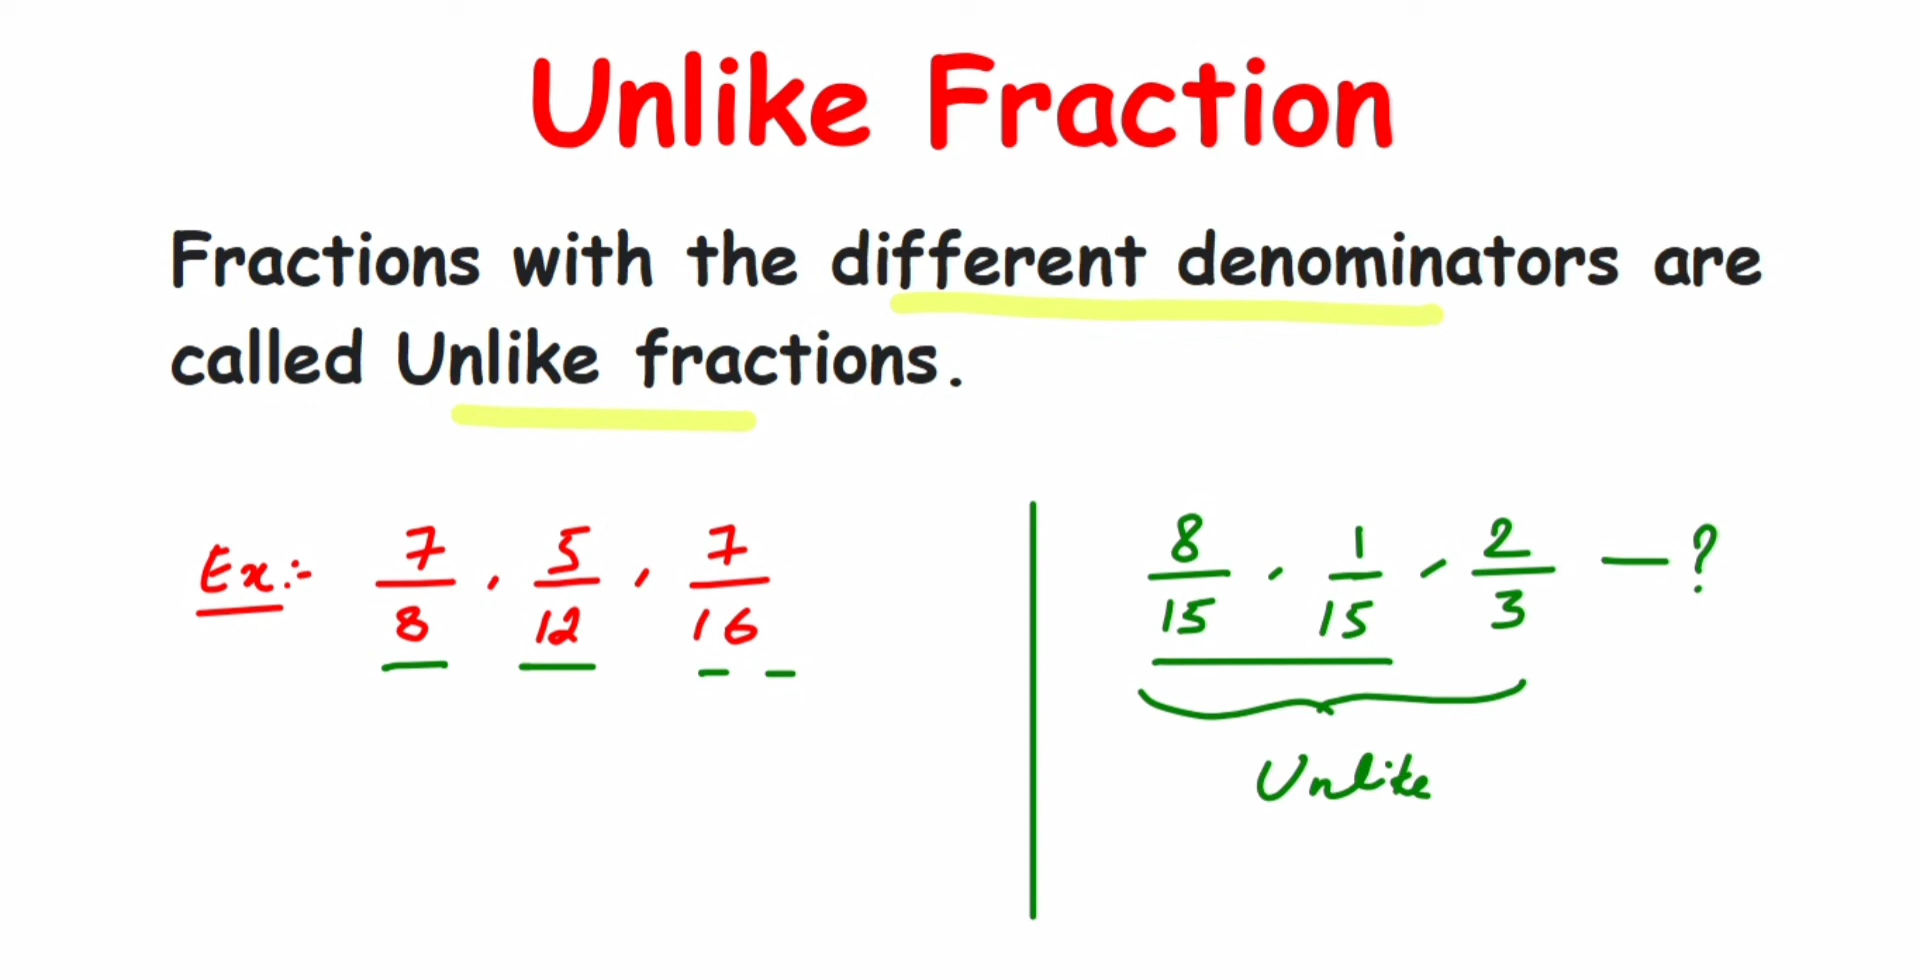 Unlike Fraction
Fractions with the different denominators are
called Unlike fractions.
Ex:- 7/8, 5/12, 7/16
8/15, 1/15, 2/3 — ?
Unlike